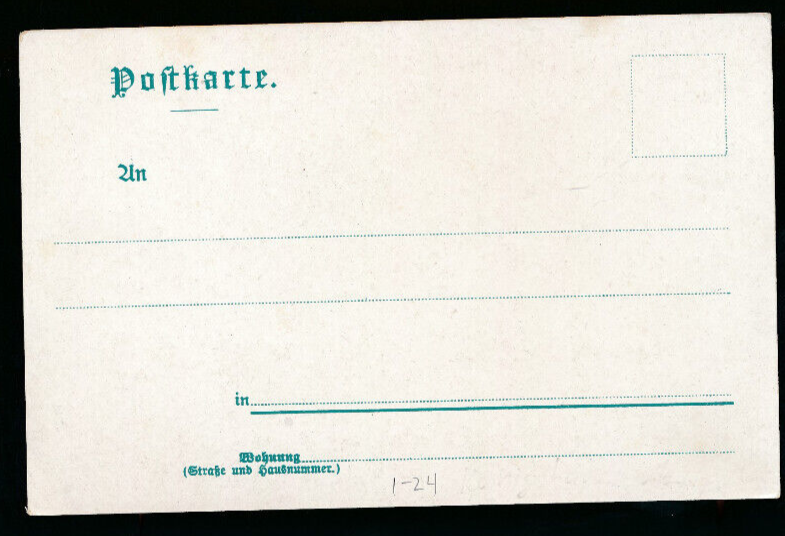 Postkarte.
An
in
Wohnung
(Straße und Hausnummer.)
1-24